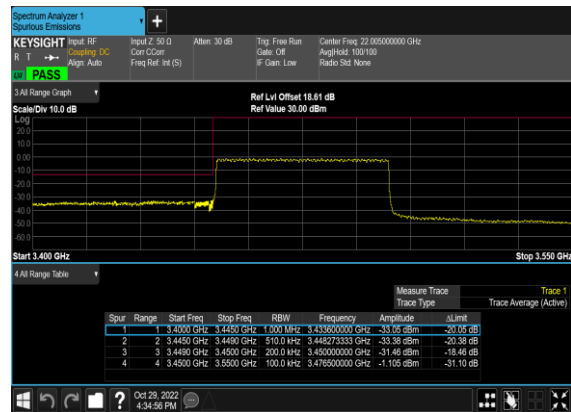 Spectrum Analyzer 1
Spurious Emissions
KEYSIGHT Input: RF Input Z: 50 Ω Atten: 30 dB Trig: Free Run Center Freq: 22.005000000 GHz
R T Coupling: DC Corr CCorr Gate: Off Avg|Hold: 100/100
Align: Auto Freq Ref: Int (S) IF Gain: Low Radio Std: None
PASS
3 All Range Graph
Ref Lvl Offset 18.61 dB
Scale/Div 10.0 dB Ref Value 30.00 dBm
Log
20.0
10.0
0.00
-10.0
-20.0
-30.0
-40.0
-50.0
-60.0
Start 3.400 GHz Stop 3.550 GHz
4 All Range Table
Measure Trace Trace 1
Trace Type Trace Average (Active)
Spur Range Start Freq Stop Freq RBW Frequency Amplitude ΔLimit
1 1 3.4000 GHz 3.4450 GHz 1.000 MHz 3.433600000 GHz -33.05 dBm -20.05 dB
2 2 3.4450 GHz 3.4490 GHz 510.0 kHz 3.448273333 GHz -33.38 dBm -20.38 dB
3 3 3.4490 GHz 3.4500 GHz 200.0 kHz 3.450000000 GHz -31.46 dBm -18.46 dB
4 4 3.4500 GHz 3.5500 GHz 100.0 kHz 3.476500000 GHz -1.105 dBm -31.10 dB
? Oct 29, 2022
4:34:56 PM